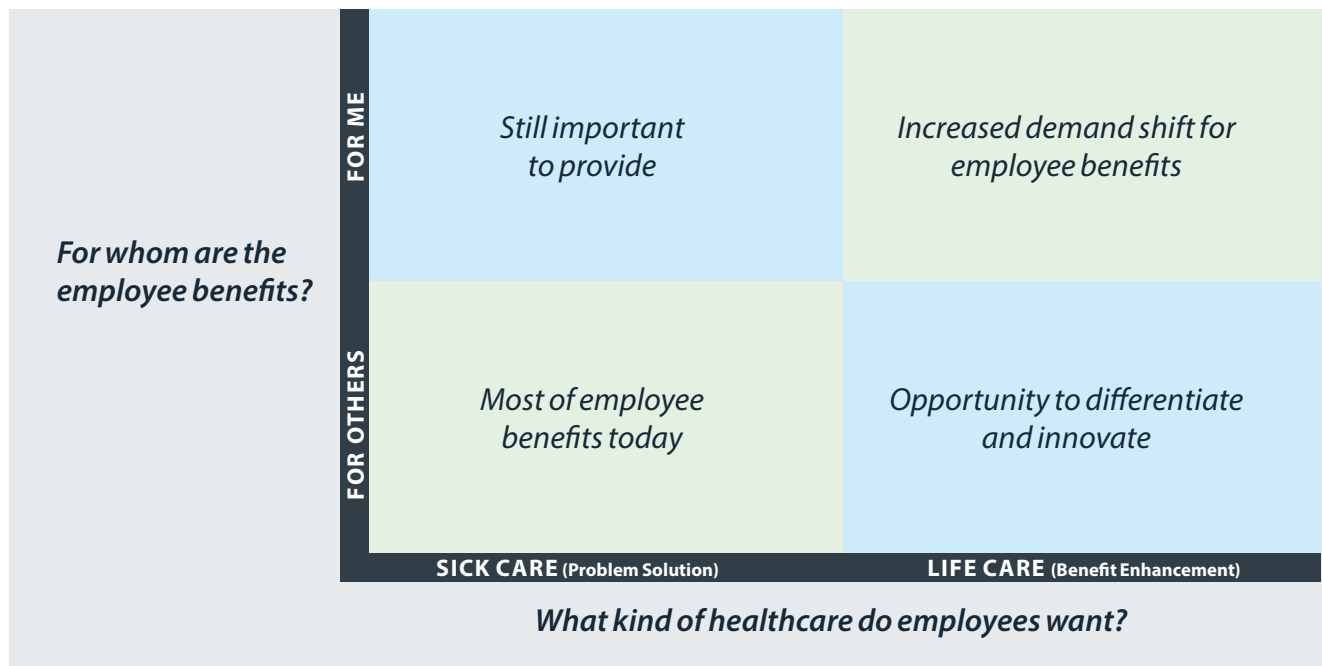 For whom are the
employee benefits?
FOR ME
Still important
to provide
Increased demand shift for
employee benefits
FOR OTHERS
Most of employee
benefits today
Opportunity to differentiate
and innovate
SICK CARE (Problem Solution)
LIFE CARE (Benefit Enhancement)
What kind of healthcare do employees want?